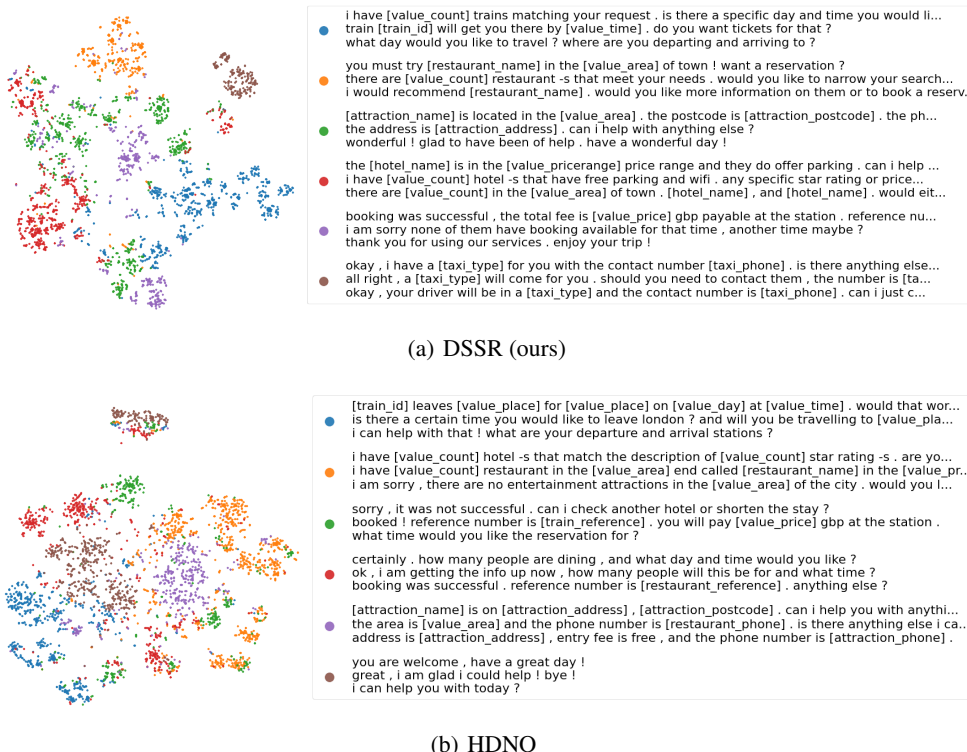 i have [value_count] trains matching your request . is there a specific day and time you would li...
train [train_id] will get you there by [value_time] . do you want tickets for that ?
what day would you like to travel ? where are you departing and arriving to ?
you must try [restaurant_name] in the [value_area] of town ! want a reservation ?
there are [value_count] restaurant -s that meet your needs . would you like to narrow your search...
i would recommend [restaurant_name] . would you like more information on them or to book a reserv.
[attraction_name] is located in the [value_area] . the postcode is [attraction_postcode] . the ph...
the address is [attraction_address] . can i help with anything else ?
wonderful ! glad to have been of help . have a wonderful day !
the [hotel_name] is in the [value_pricerange] price range and they do offer parking . can i help ...
i have [value_count] hotel -s that have free parking and wifi . any specific star rating or price...
there are [value_count] in the [value_area] of town . [hotel_name] , and [hotel_name] . would eit...
booking was successful , the total fee is [value_price] gbp payable at the station . reference nu...
i am sorry none of them have booking available for that time , another time maybe ?
thank you for using our services . enjoy your trip !
okay , i have a [taxi_type] for you with the contact number [taxi_phone] . is there anything else...
all right , a [taxi_type] will come for you . should you need to contact them , the number is [ta...
okay , your driver will be in a [taxi_type] and the contact number is [taxi_phone] . can i just c...
(a) DSSR (ours)
[train_id] leaves [value_place] for [value_place] on [value_day] at [value_time] . would that wor...
is there a certain time you would like to leave london ? and will you be travelling to [value_pla...
i can help with that ! what are your departure and arrival stations ?
i have [value_count] hotel -s that match the description of [value_count] star rating -s . are yo...
i have [value_count] restaurant in the [value_area] end called [restaurant_name] in the [value_pr...
i am sorry , there are no entertainment attractions in the [value_area] of the city . would you l...
sorry , it was not successful . can i check another hotel or shorten the stay ?
booked ! reference number is [train_reference] . you will pay [value_price] gbp at the station .
what time would you like the reservation for ?
certainly . how many people are dining , and what day and time would you like ?
ok , i am getting the info up now , how many people will this be for and what time ?
booking was successful . reference number is [restaurant_reference] . anything else ?
[attraction_name] is on [attraction_address] , [attraction_postcode] . can i help you with anythi...
the area is [value_area] and the phone number is [restaurant_phone] . is there anything else i ca...
address is [attraction_address] , entry fee is free , and the phone number is [attraction_phone] .
you are welcome , have a great day !
great , i am glad i could help ! bye !
i can help you with today ?
(b) HDNO